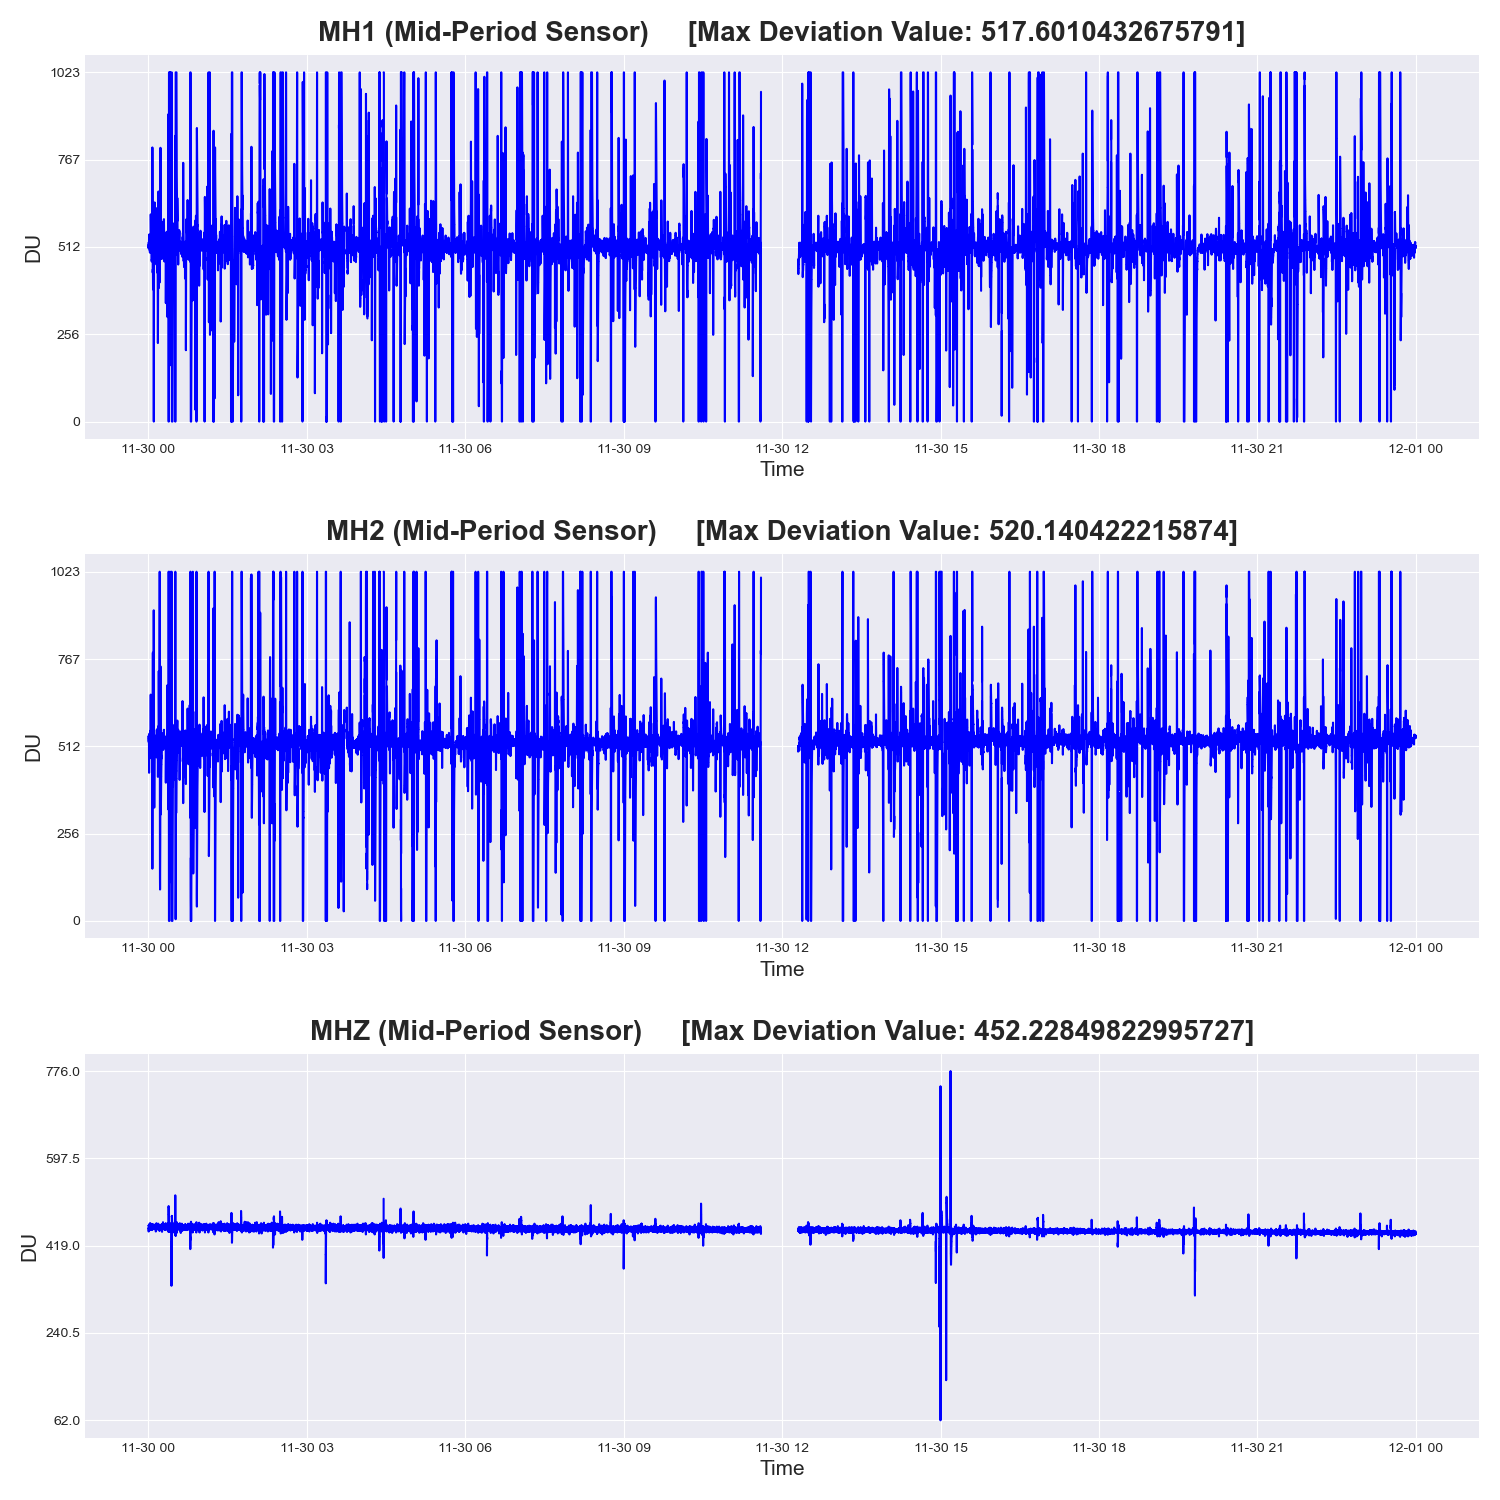 MH1 (Mid-Period Sensor) [Max Deviation Value: 517.6010432675791]
1023
767
512
256
0
DU
11-30 00 11-30 03 11-30 06 11-30 09 11-30 12 11-30 15 11-30 18 11-30 21 12-01 00
Time
MH2 (Mid-Period Sensor) [Max Deviation Value: 520.140422215874]
1023
767
512
256
0
DU
11-30 00 11-30 03 11-30 06 11-30 09 11-30 12 11-30 15 11-30 18 11-30 21 12-01 00
Time
MHZ (Mid-Period Sensor) [Max Deviation Value: 452.22849822995727]
776.0
597.5
419.0
240.5
62.0
DU
11-30 00 11-30 03 11-30 06 11-30 09 11-30 12 11-30 15 11-30 18 11-30 21 12-01 00
Time